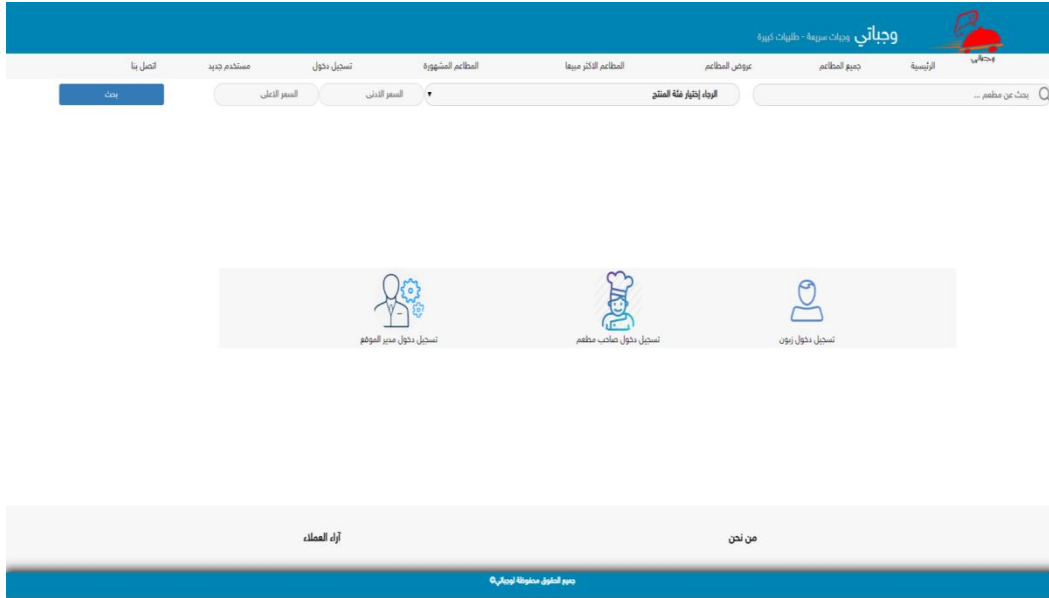 وجباتي وجبات سريعة - طلبيات كبيرة
وجباتي
الرئيسية جميع المطاعم عروض المطاعم المطاعم الاكثر مبيعا المطاعم المشهورة تسجيل دخول مستخدم جديد اتصل بنا
بحث عن مطعم ... الرجاء إختيار فئة المنتج السعر الادنى السعر الاعلى بحث
تسجيل دخول زبون تسجيل دخول صاحب مطعم تسجيل دخول مدير الموقع
من نحن آراء العملاء
جميع الحقوق محفوظة لوجباتي©